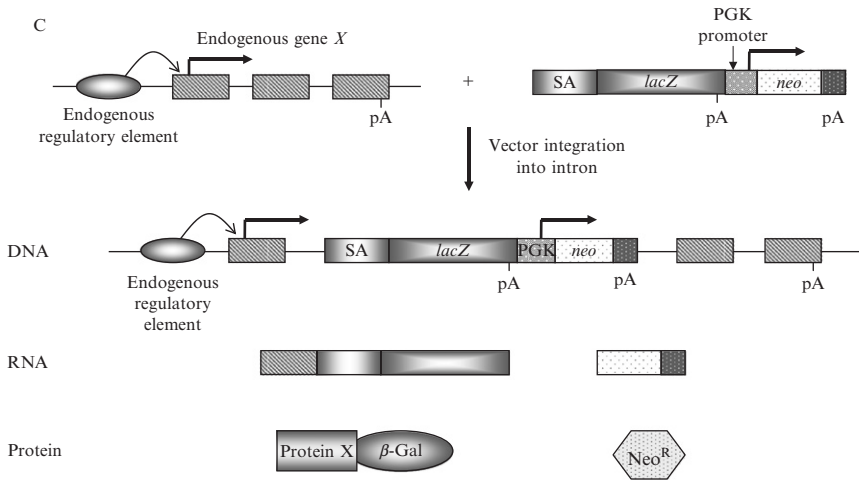 C
Endogenous gene X
PGK
promoter
Endogenous
regulatory element
pA
+
SA
lacZ
neo
pA
pA
Vector integration
into intron
DNA
SA
lacZ
PGK
neo
pA
pA
pA
Endogenous
regulatory
element
RNA
Protein
Protein X
β-Gal
Neo^R